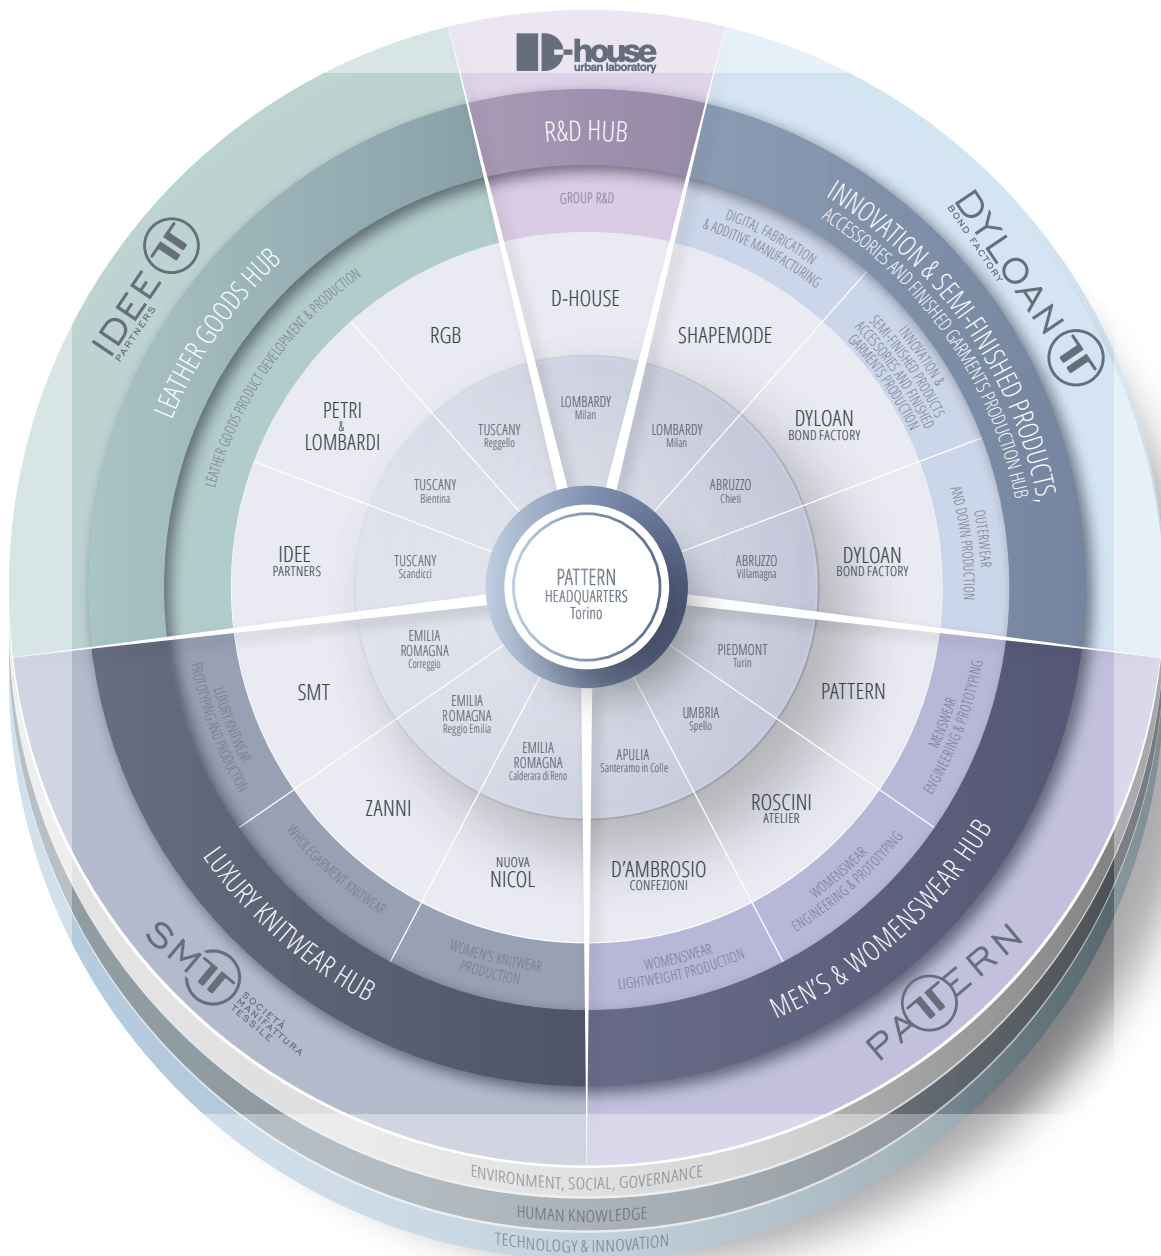 D-house
urban laboratory
R&D HUB
GROUP R&D
D-HOUSE
LOMBARDY
Milan
DYLOAN
BOND FACTORY
INNOVATION & SEMI-FINISHED PRODUCTS,
ACCESSORIES AND FINISHED GARMENTS PRODUCTION HUB
DIGITAL FABRICATION
& ADDITIVE MANUFACTURING
SHAPEMODE
LOMBARDY
Milan
INNOVATION &
SEMI-FINISHED PRODUCTS
ACCESSORIES AND FINISHED
GARMENTS PRODUCTION
DYLOAN
BOND FACTORY
ABRUZZO
Chieti
OUTERWEAR
AND DOWN PRODUCTION
DYLOAN
BOND FACTORY
ABRUZZO
Villamagna
PATTERN
MEN'S & WOMENSWEAR HUB
MENSWEAR
ENGINEERING & PROTOTYPING
PATTERN
PIEDMONT
Turin
WOMENSWEAR
ENGINEERING & PROTOTYPING
ROSCINI
ATELIER
UMBRIA
Spello
WOMENSWEAR
LIGHTWEIGHT PRODUCTION
D'AMBROSIO
CONFEZIONI
APULIA
Santeramo in Colle
SMT
SOCIETÀ
MANIFATTURA
TESSILE
LUXURY KNITWEAR HUB
WOMEN'S KNITWEAR
PRODUCTION
NUOVA
NICOL
EMILIA
ROMAGNA
Calderara di Reno
WHOLEGARMENT KNITWEAR
ZANNI
EMILIA
ROMAGNA
Reggio Emilia
LUXURY KNITWEAR
PROTOTYPING AND PRODUCTION
SMT
EMILIA
ROMAGNA
Correggio
IDEE
PARTNERS
LEATHER GOODS HUB
LEATHER GOODS PRODUCT DEVELOPMENT & PRODUCTION
IDEE
PARTNERS
TUSCANY
Scandicci
PETRI
&
LOMBARDI
TUSCANY
Bientina
RGB
TUSCANY
Reggello
PATTERN
HEADQUARTERS
Torino
ENVIRONMENT, SOCIAL, GOVERNANCE
HUMAN KNOWLEDGE
TECHNOLOGY & INNOVATION